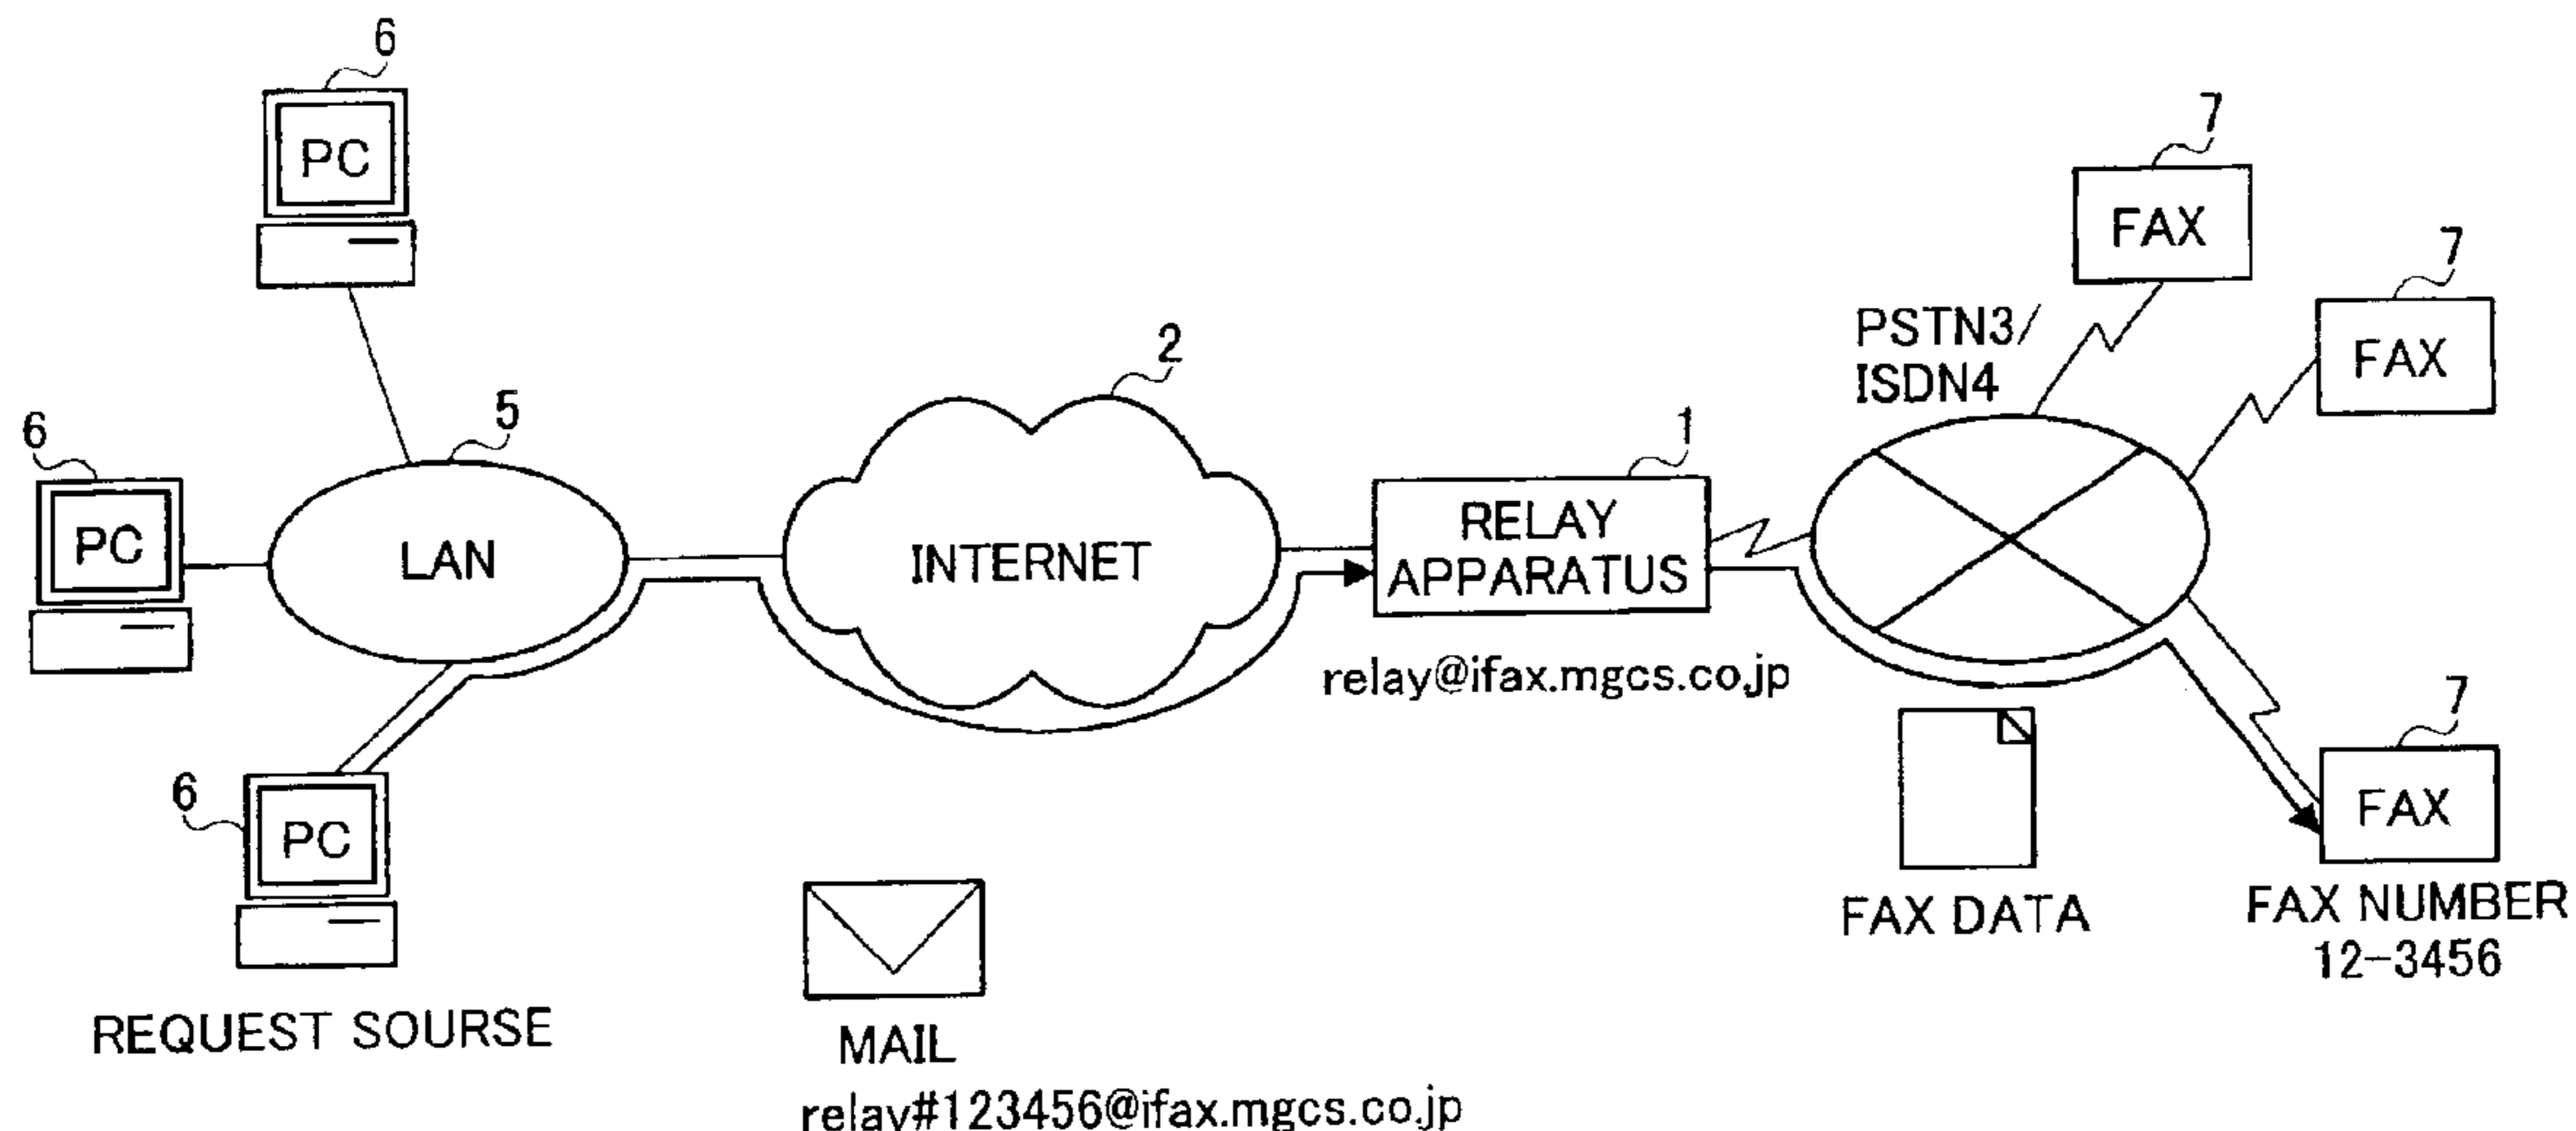 6
PC
7
FAX
7
FAX
PSTN3/
ISDN4
2
5
6
PC
LAN
INTERNET
1
RELAY
APPARATUS
relay@ifax.mgcs.co.jp
6
PC
REQUEST SOURSE
MAIL
relay#123456@ifax.mgcs.co.jp
FAX DATA
7
FAX
FAX NUMBER
12-3456